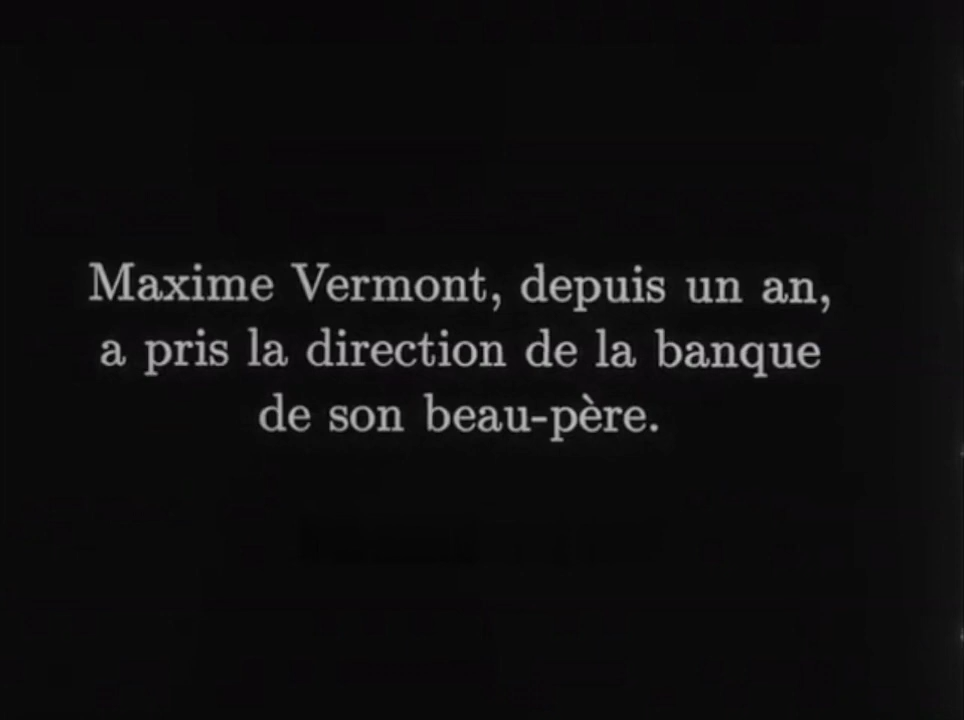 Maxime Vermont, depuis un an,
a pris la direction de la banque
de son beau-père.